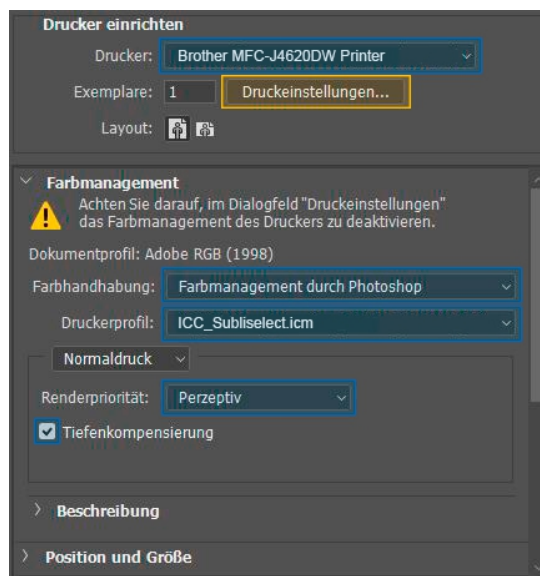 Drucker einrichten
Drucker: Brother MFC-J4620DW Printer
Exemplare: 1 Druckeinstellungen...
Layout:
Farbmanagement
Achten Sie darauf, im Dialogfeld "Druckeinstellungen"
das Farbmanagement des Druckers zu deaktivieren.
Dokumentprofil: Adobe RGB (1998)
Farbhandhabung: Farbmanagement durch Photoshop
Druckerprofil: ICC_Subliselect.icm
Normaldruck
Renderpriorität: Perzeptiv
Tiefenkompensierung
Beschreibung
Position und Größe